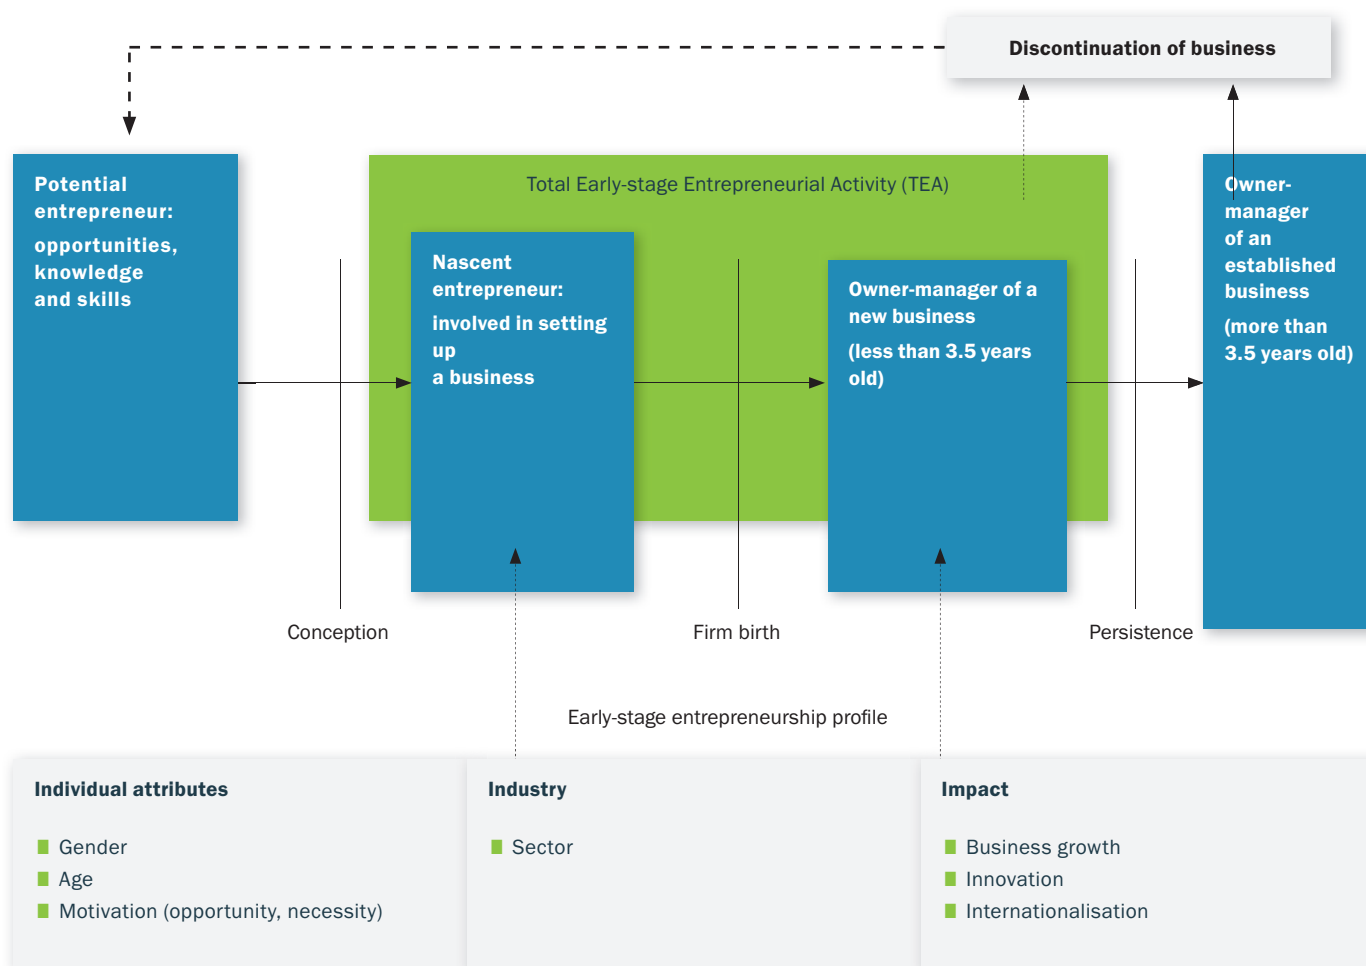 Discontinuation of business
Potential
entrepreneur:
opportunities,
knowledge
and skills
Total Early-stage Entrepreneurial Activity (TEA)
Nascent
entrepreneur:
involved in setting
up
a business
Owner-manager of a
new business
(less than 3.5 years
old)
Owner-
manager
of an
established
business
(more than
3.5 years old)
Conception
Firm birth
Persistence
Early-stage entrepreneurship profile
Individual attributes
Gender
Age
Motivation (opportunity, necessity)
Industry
Sector
Impact
Business growth
Innovation
Internationalisation